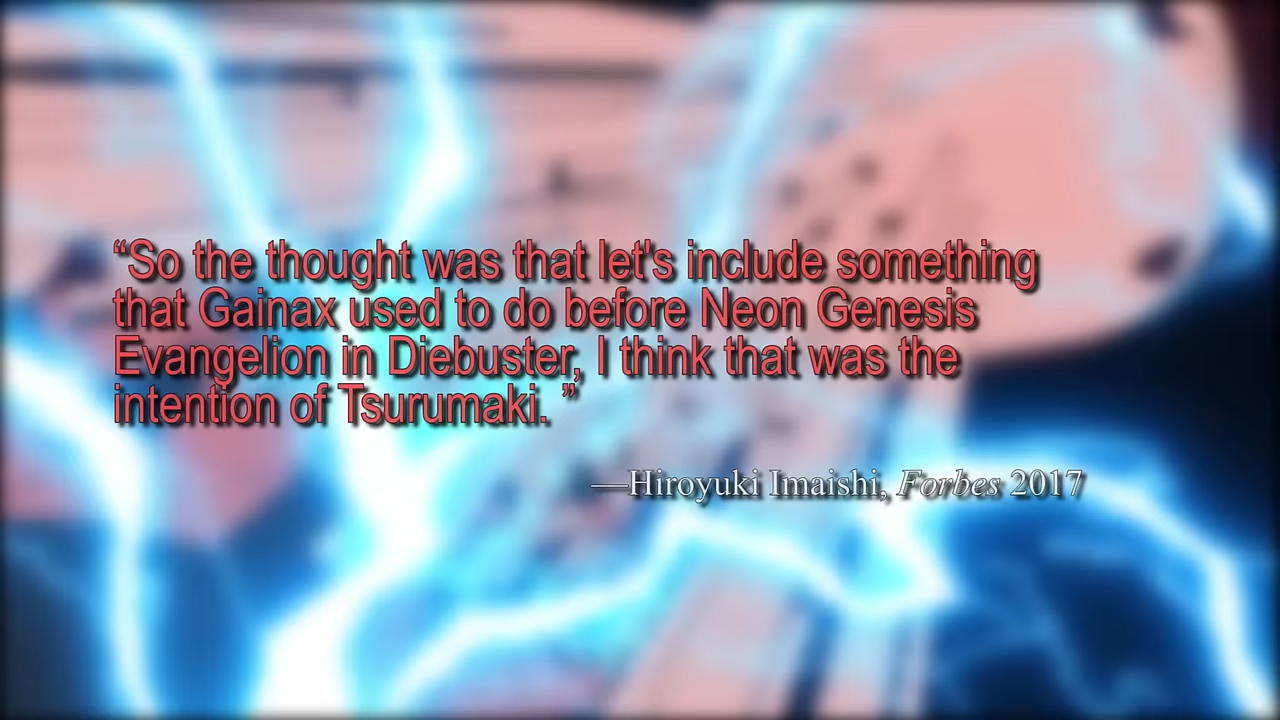 “So the thought was that let's include something
that Gainax used to do before Neon Genesis
Evangelion in Diebuster, I think that was the
intention of Tsurumaki. ”
—Hiroyuki Imaishi, Forbes 2017